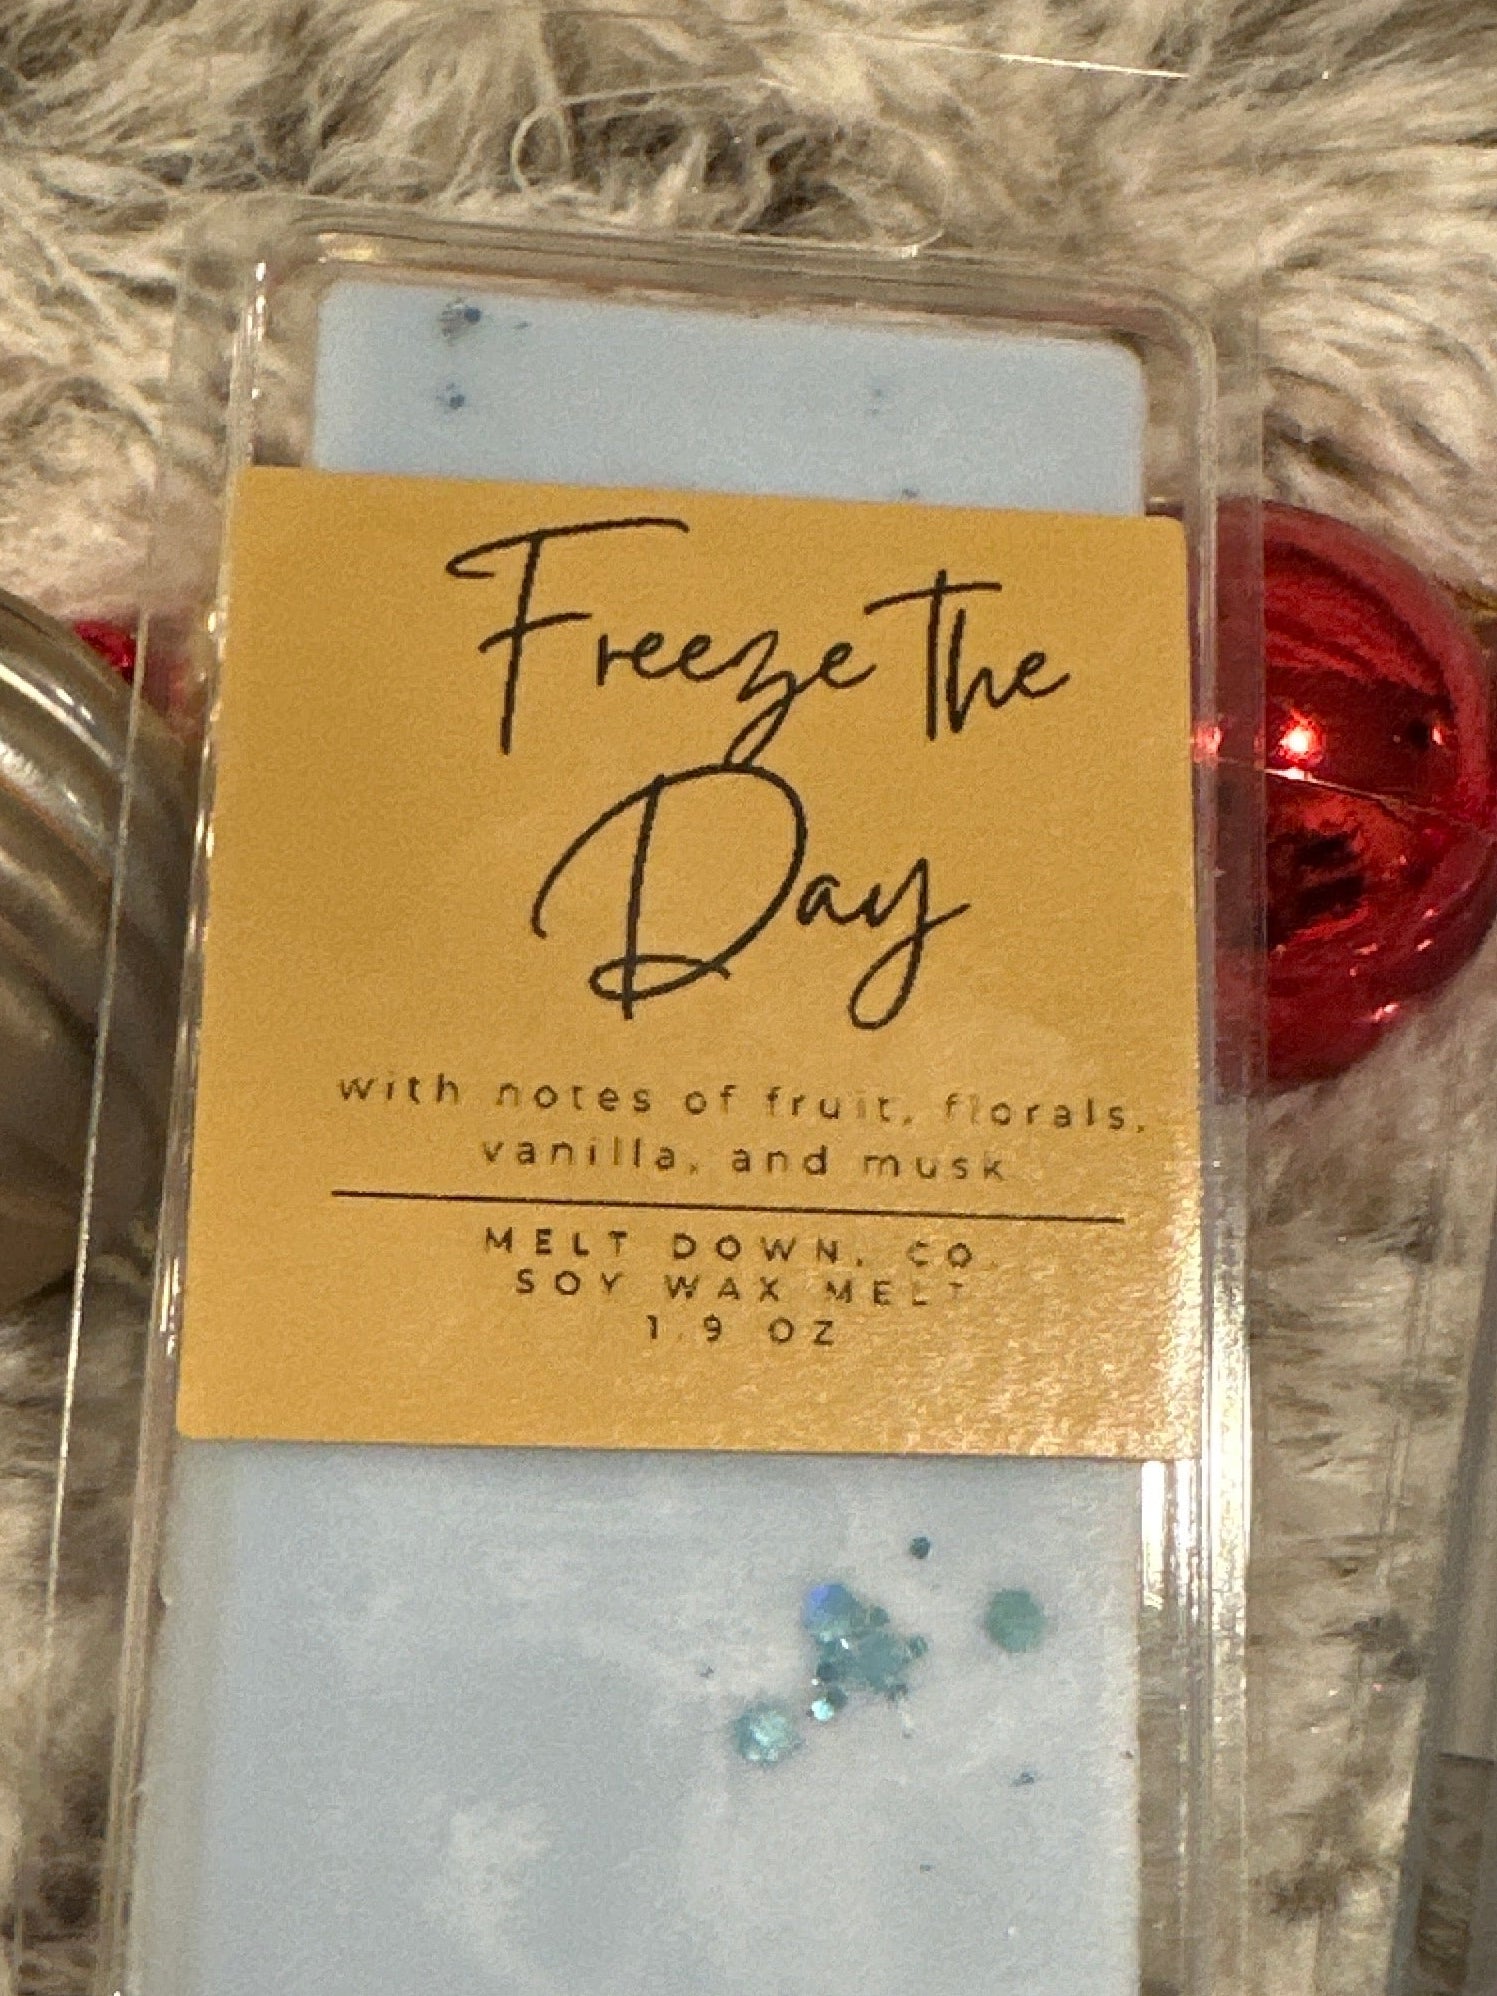 Freeze the
Day
with notes of fruit, florals,
vanilla, and musk
MELT DOWN, CO.
SOY WAX MELT
1.9 OZ